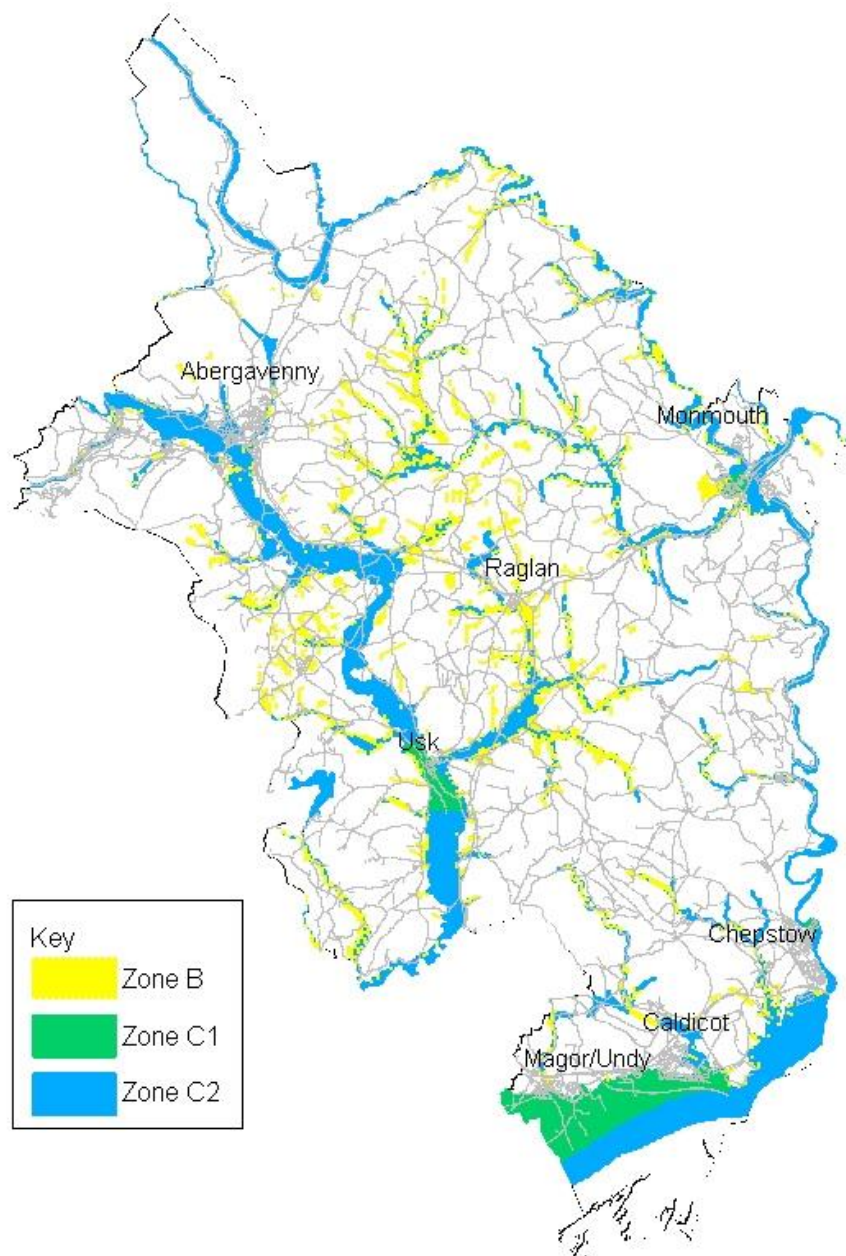 Abergavenny
Monmouth
Raglan
Usk
Chepstow
Caldicot
Magor/Undy
Key
Zone B
Zone C1
Zone C2